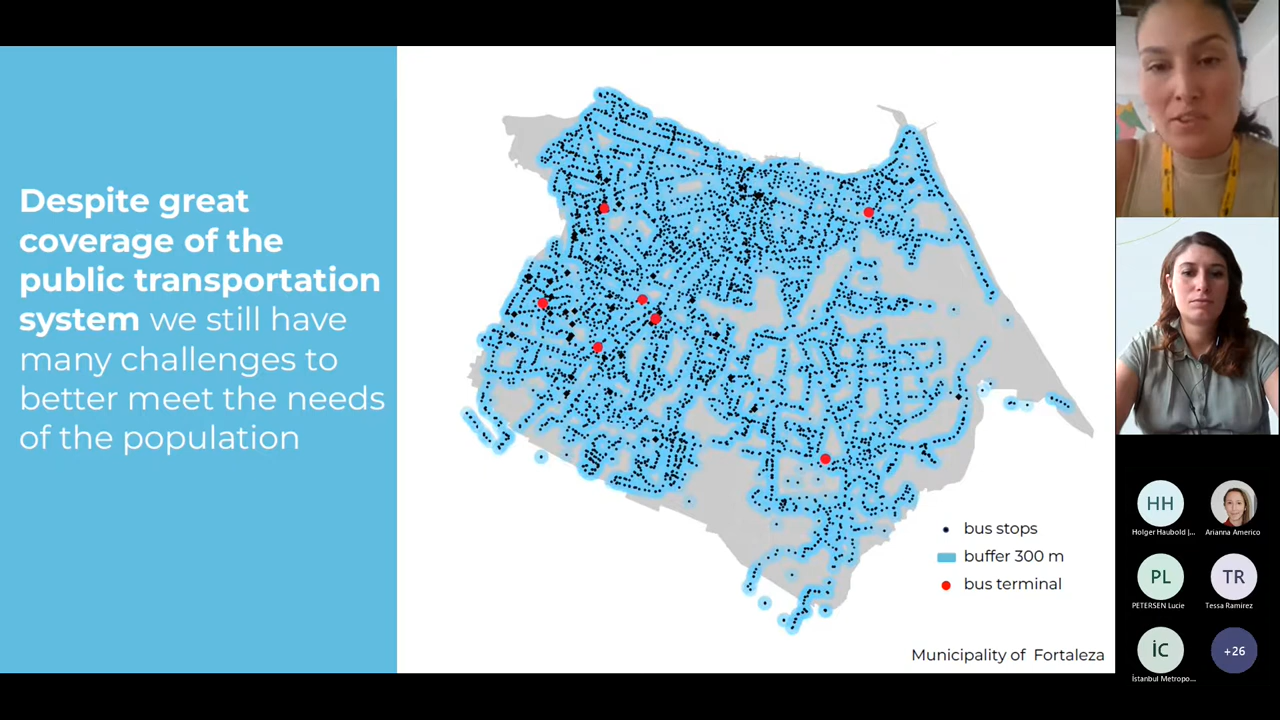 Despite great
coverage of the
public transportation
system we still have
many challenges to
better meet the needs
of the population
bus stops
buffer 300 m
bus terminal
Municipality of Fortaleza
HH
Holger Haubold |...
Arianna Americo
PL
PETERSEN Lucie
TR
Tessa Ramirez
İC
İstanbul Metropo...
+26